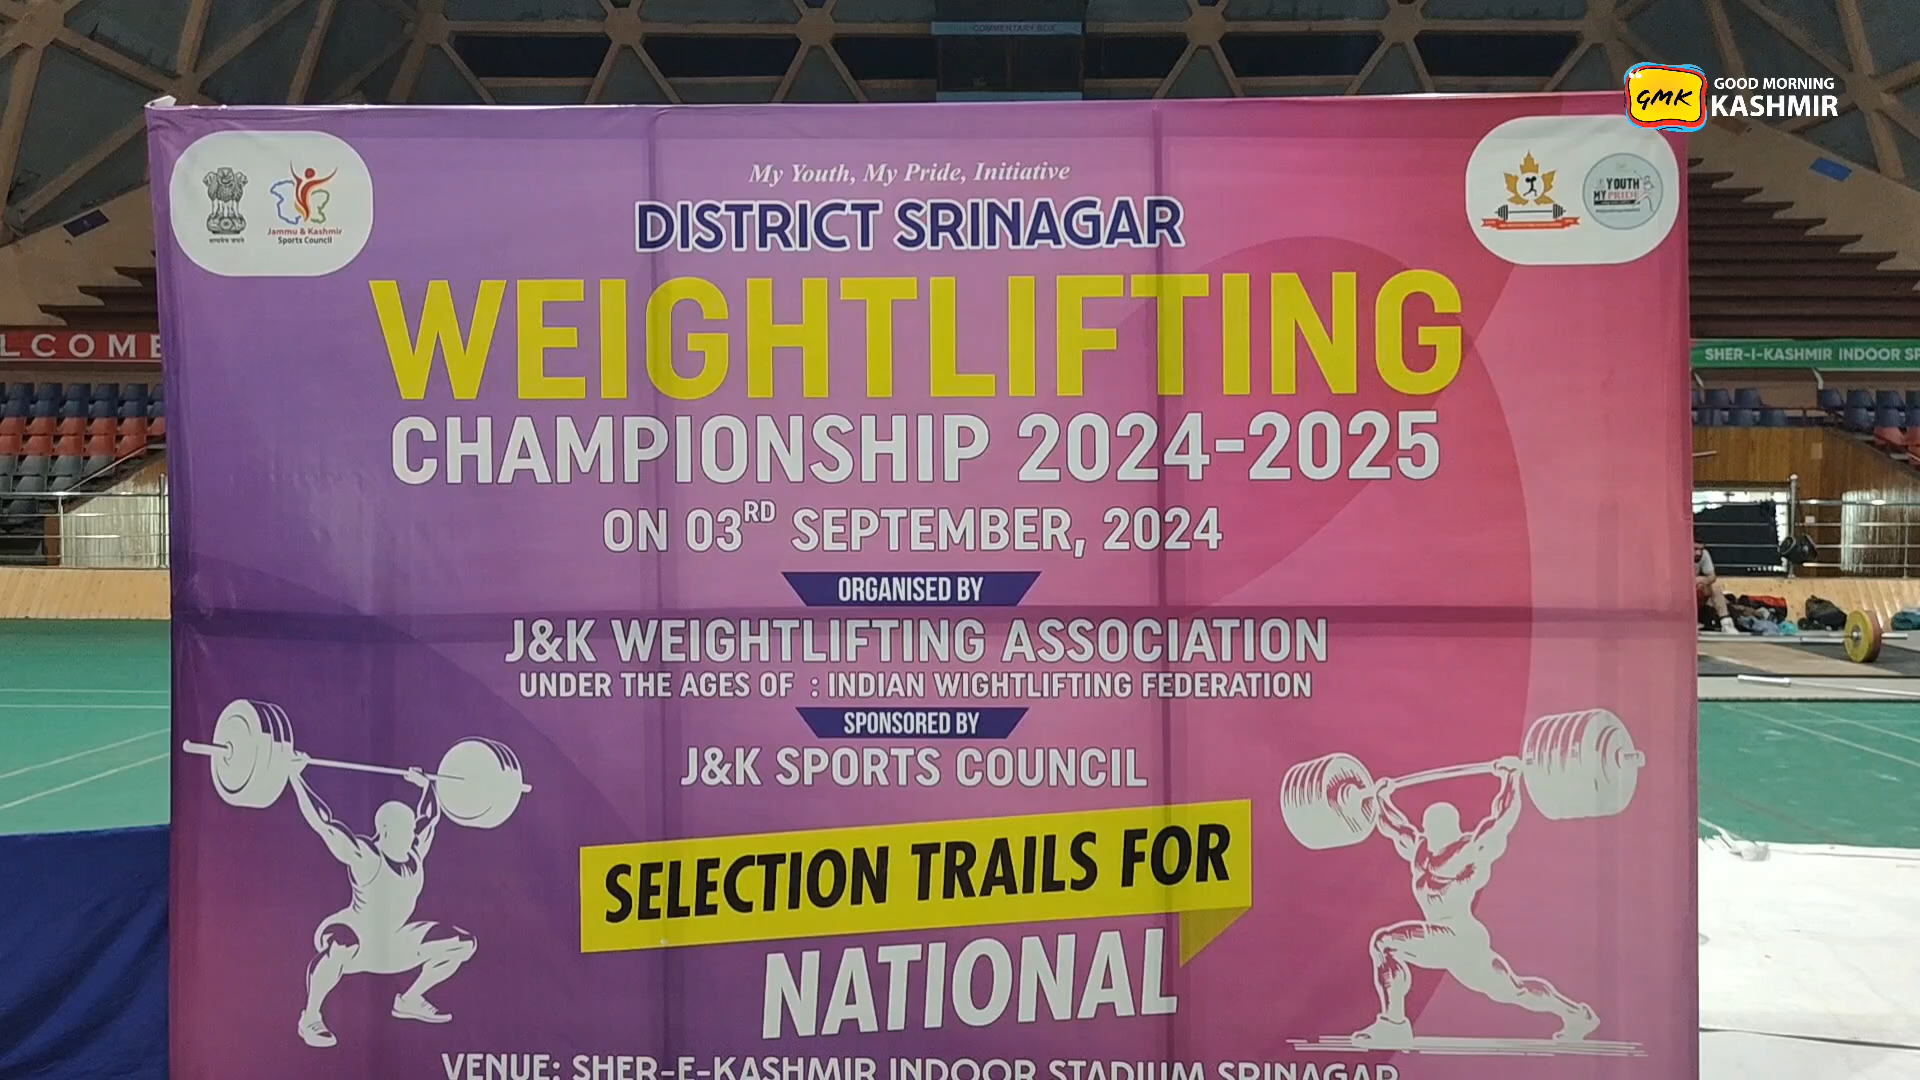 COMMENTARY BOX
GOOD MORNING
GMK
KASHMIR
My Youth, My Pride, Initiative
DISTRICT SRINAGAR
Jammu & Kashmir
Sports Council
सत्यमेव जयते
YOUTH
MY PRIDE
WEIGHTLIFTING
LCOME
SHER-I-KASHMIR INDOOR SP
CHAMPIONSHIP 2024-2025
ON 03RD SEPTEMBER, 2024
ORGANISED BY
J&K WEIGHTLIFTING ASSOCIATION
UNDER THE AGES OF : INDIAN WIGHTLIFTING FEDERATION
SPONSORED BY
J&K SPORTS COUNCIL
SELECTION TRAILS FOR
NATIONAL
VENUE: SHER-E-KASHMIR INDOOR STADIUM SRINAGAR